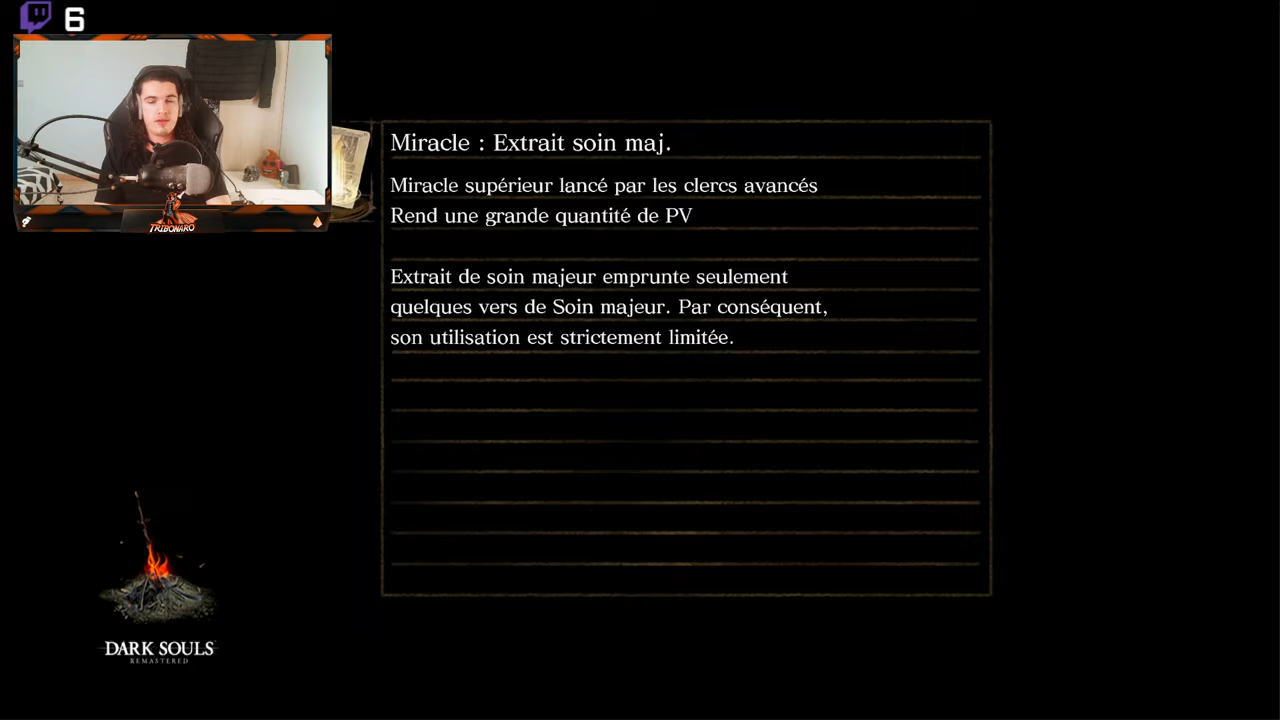 6
TRIBONARO
Miracle : Extrait soin maj.
Miracle supérieur lancé par les clercs avancés
Rend une grande quantité de PV
Extrait de soin majeur emprunte seulement
quelques vers de Soin majeur. Par conséquent,
son utilisation est strictement limitée.
DARK SOULS
REMASTERED